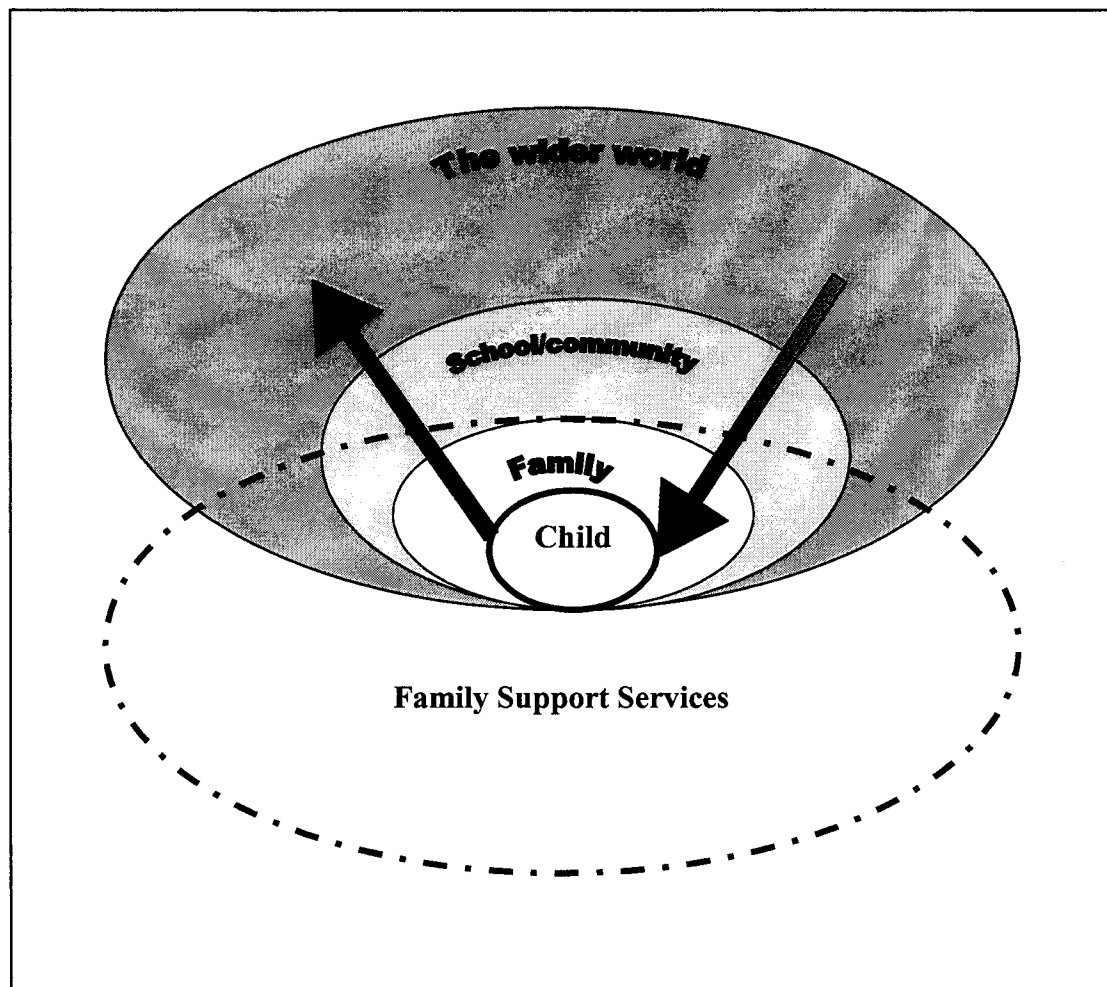 The wider world
School/community
Family
Child
Family Support Services